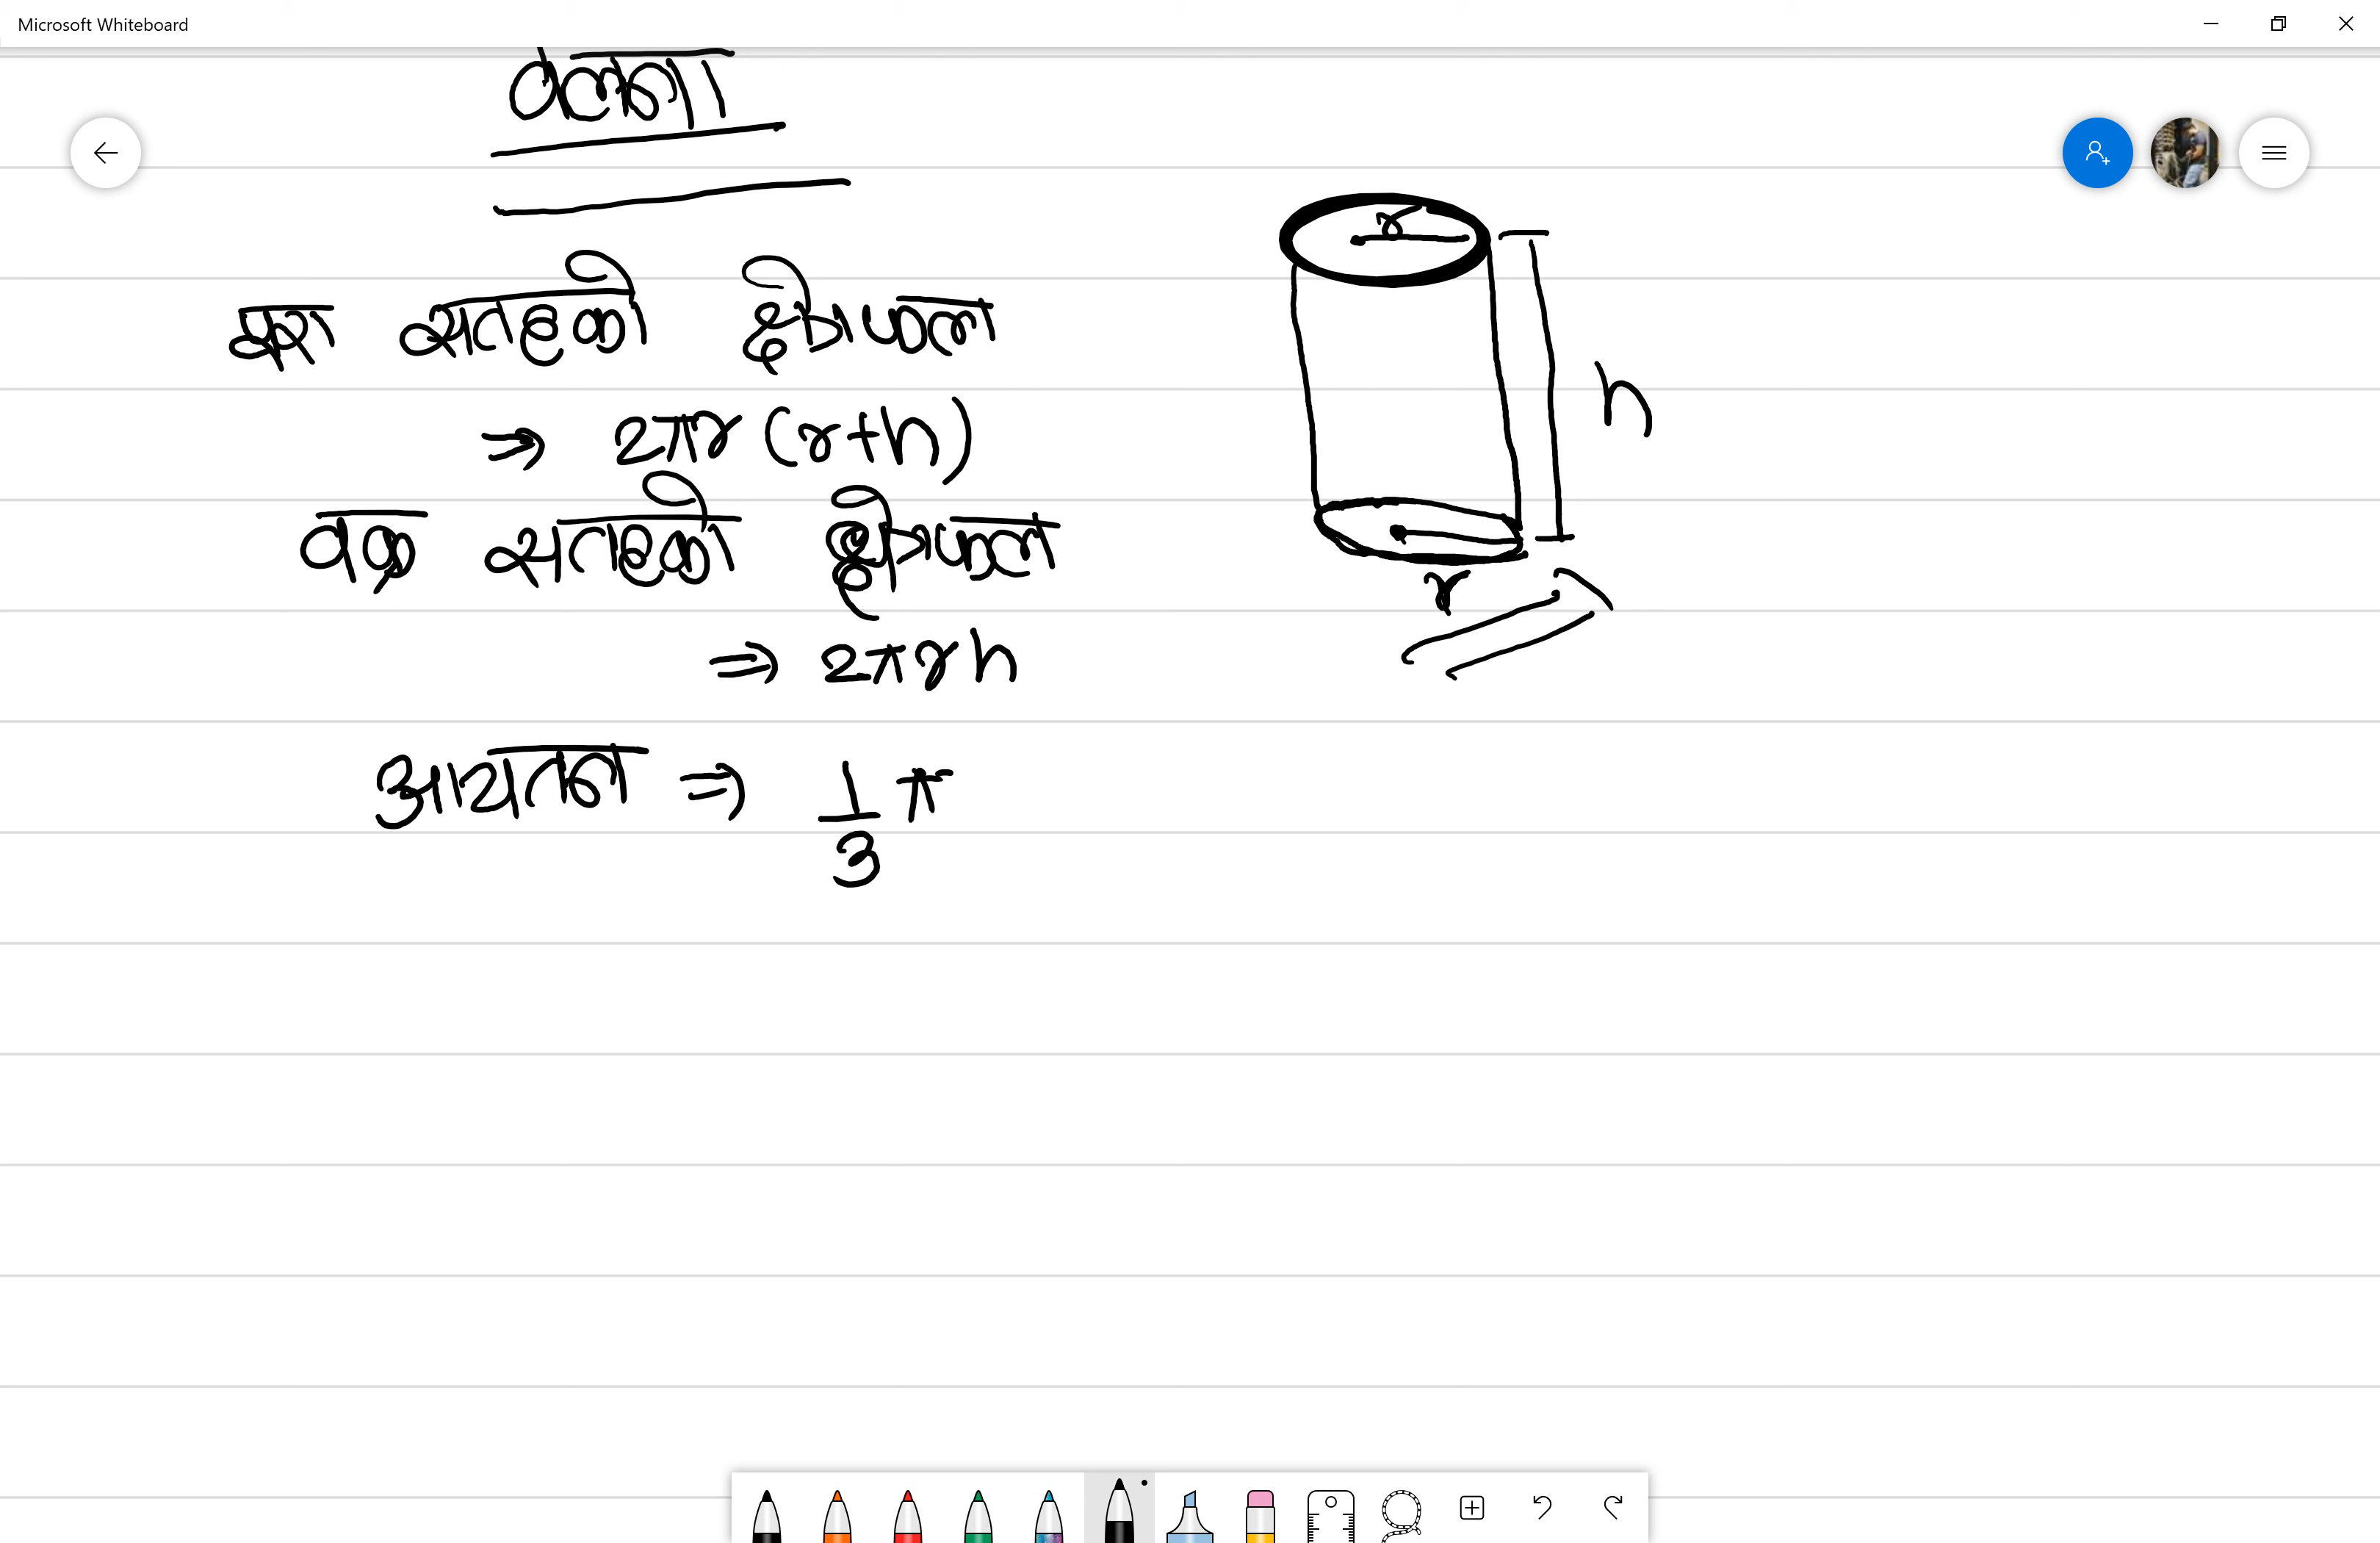 Microsoft Whiteboard
वेलना
r
सतहको क्षेत्रफल
⇒ 2πr (r+h)
h
वक्र सतहको क्षेत्रफल
r
⇒ 2πrh
आयतन ⇒ 1/3 π